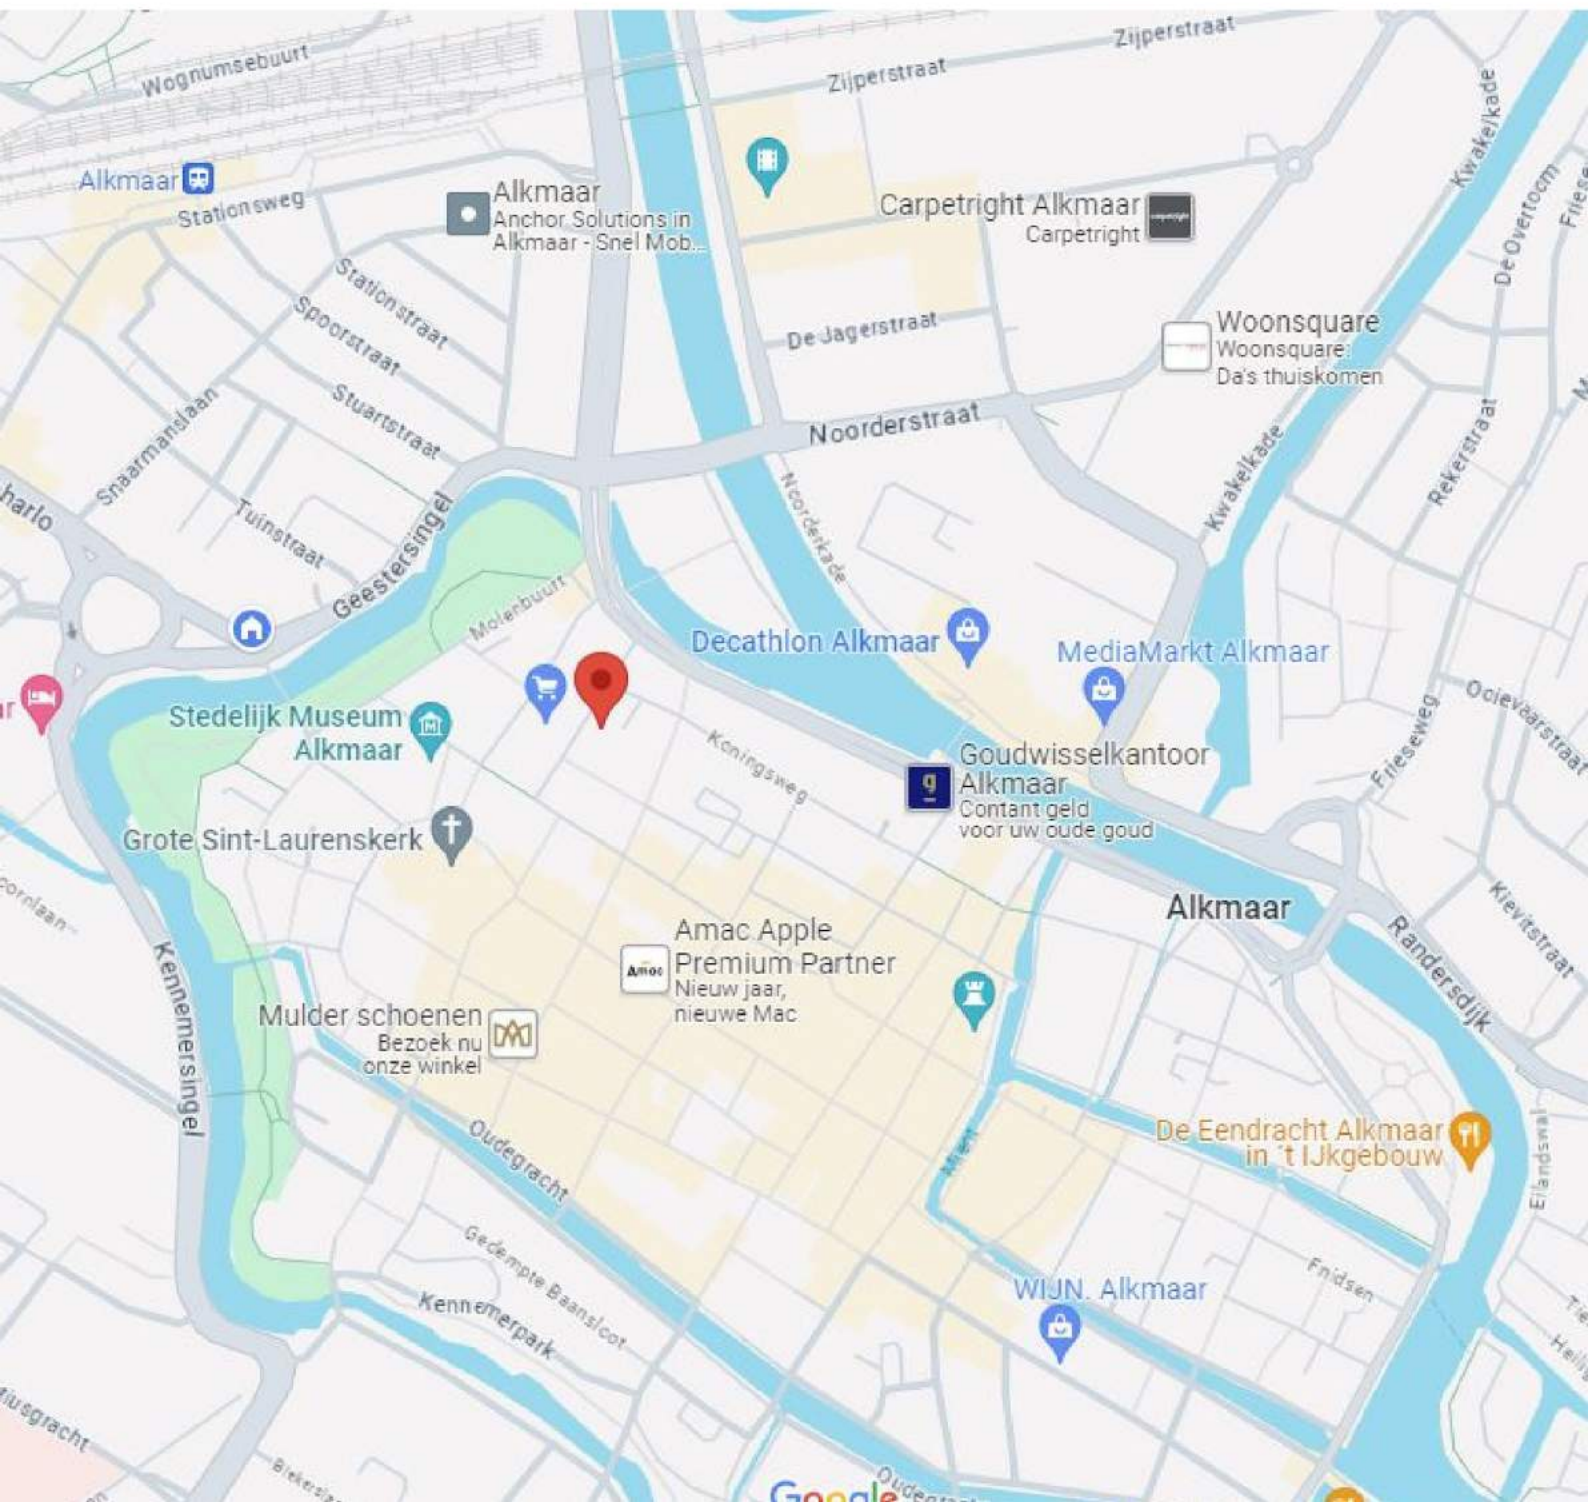 Zijperstraat
Zijperstraat
Wognumsebuurt
Kwakelkade
Alkmaar
Stationsweg
Alkmaar
Anchor Solutions in
Alkmaar - Snel Mob...
Carpetright Alkmaar
Carpetright
De Overtoom
Stationstraat
Spoorstraat
Stuartstraat
De Jagerstraat
Woonsquare
Woonsquare:
Da's thuiskomen
Noorderstraat
Snaarmanslaan
Kwakelkade
Rekerstraat
harlo
Tuinstraat
Geestersingel
Noorderkade
Molenbuurt
Decathlon Alkmaar
MediaMarkt Alkmaar
Ooievaarstraat
Frieseweg
Stedelijk Museum
Alkmaar
Koningsweg
g
Goudwisselkantoor
Alkmaar
Contant geld
voor uw oude goud
Grote Sint-Laurenskerk
Alkmaar
Kievitstraat
Randersdijk
Amac
Amac Apple
Premium Partner
Nieuw jaar,
nieuwe Mac
Kennemersingel
Mulder schoenen
Bezoek nu
onze winkel
Oudegracht
Mient
De Eendracht Alkmaar
in 't IJkgebouw
Eilandswal
Gedempte Baansloot
Kennemerpark
WIJN. Alkmaar
Fnidsen
Google